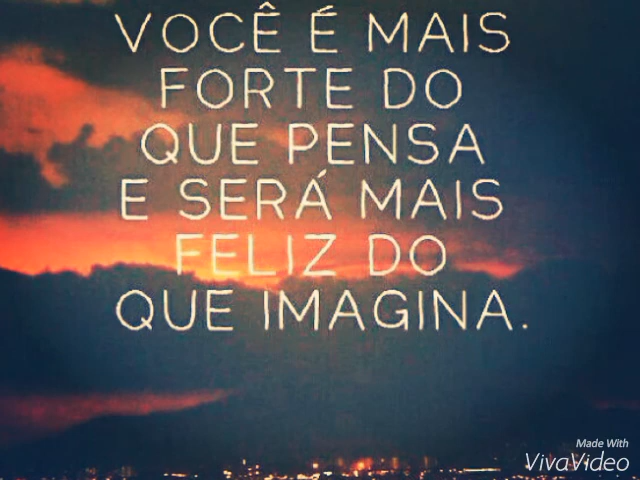 VOCÊ É MAIS
FORTE DO
QUE PENSA
E SERÁ MAIS
FELIZ DO
QUE IMAGINA.
Made With
VivaVideo